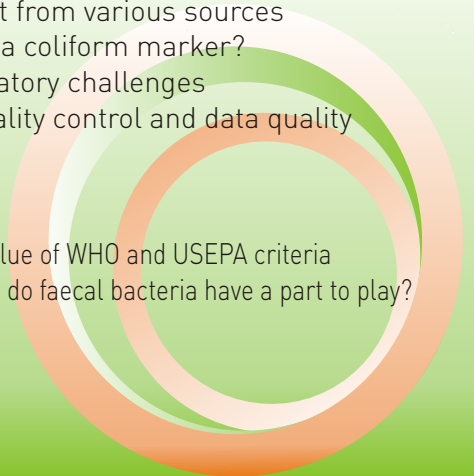 t from various sources
a coliform marker?
atory challenges
ality control and data quality
lue of WHO and USEPA criteria
do faecal bacteria have a part to play?